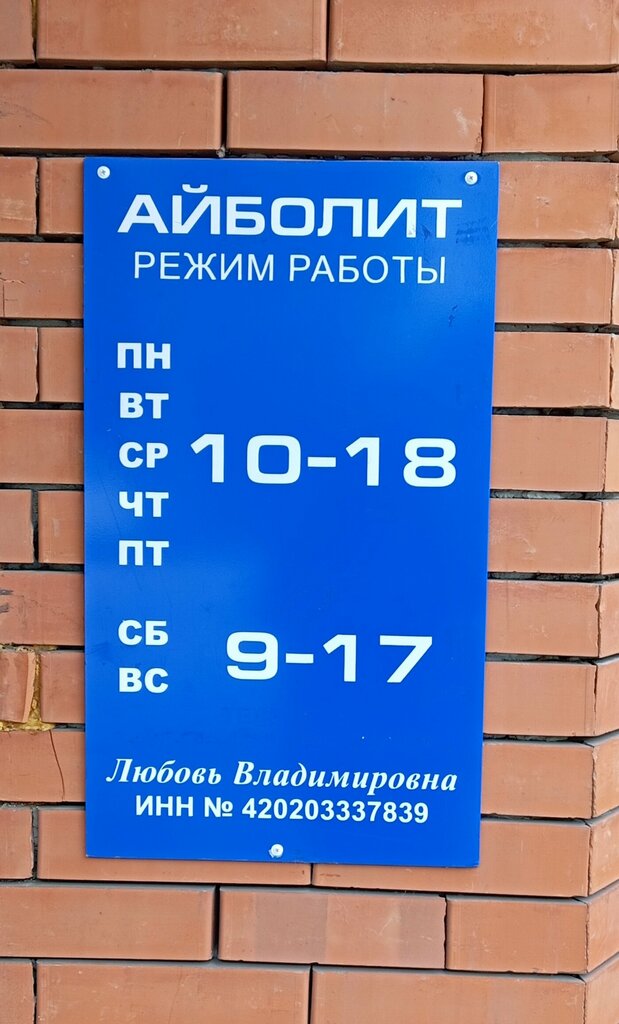 АЙБОЛИТ
РЕЖИМ РАБОТЫ
ПН
ВТ
СР 10-18
ЧТ
ПТ
СБ 9-17
ВС
Любовь Владимировна
ИНН № 420203337839